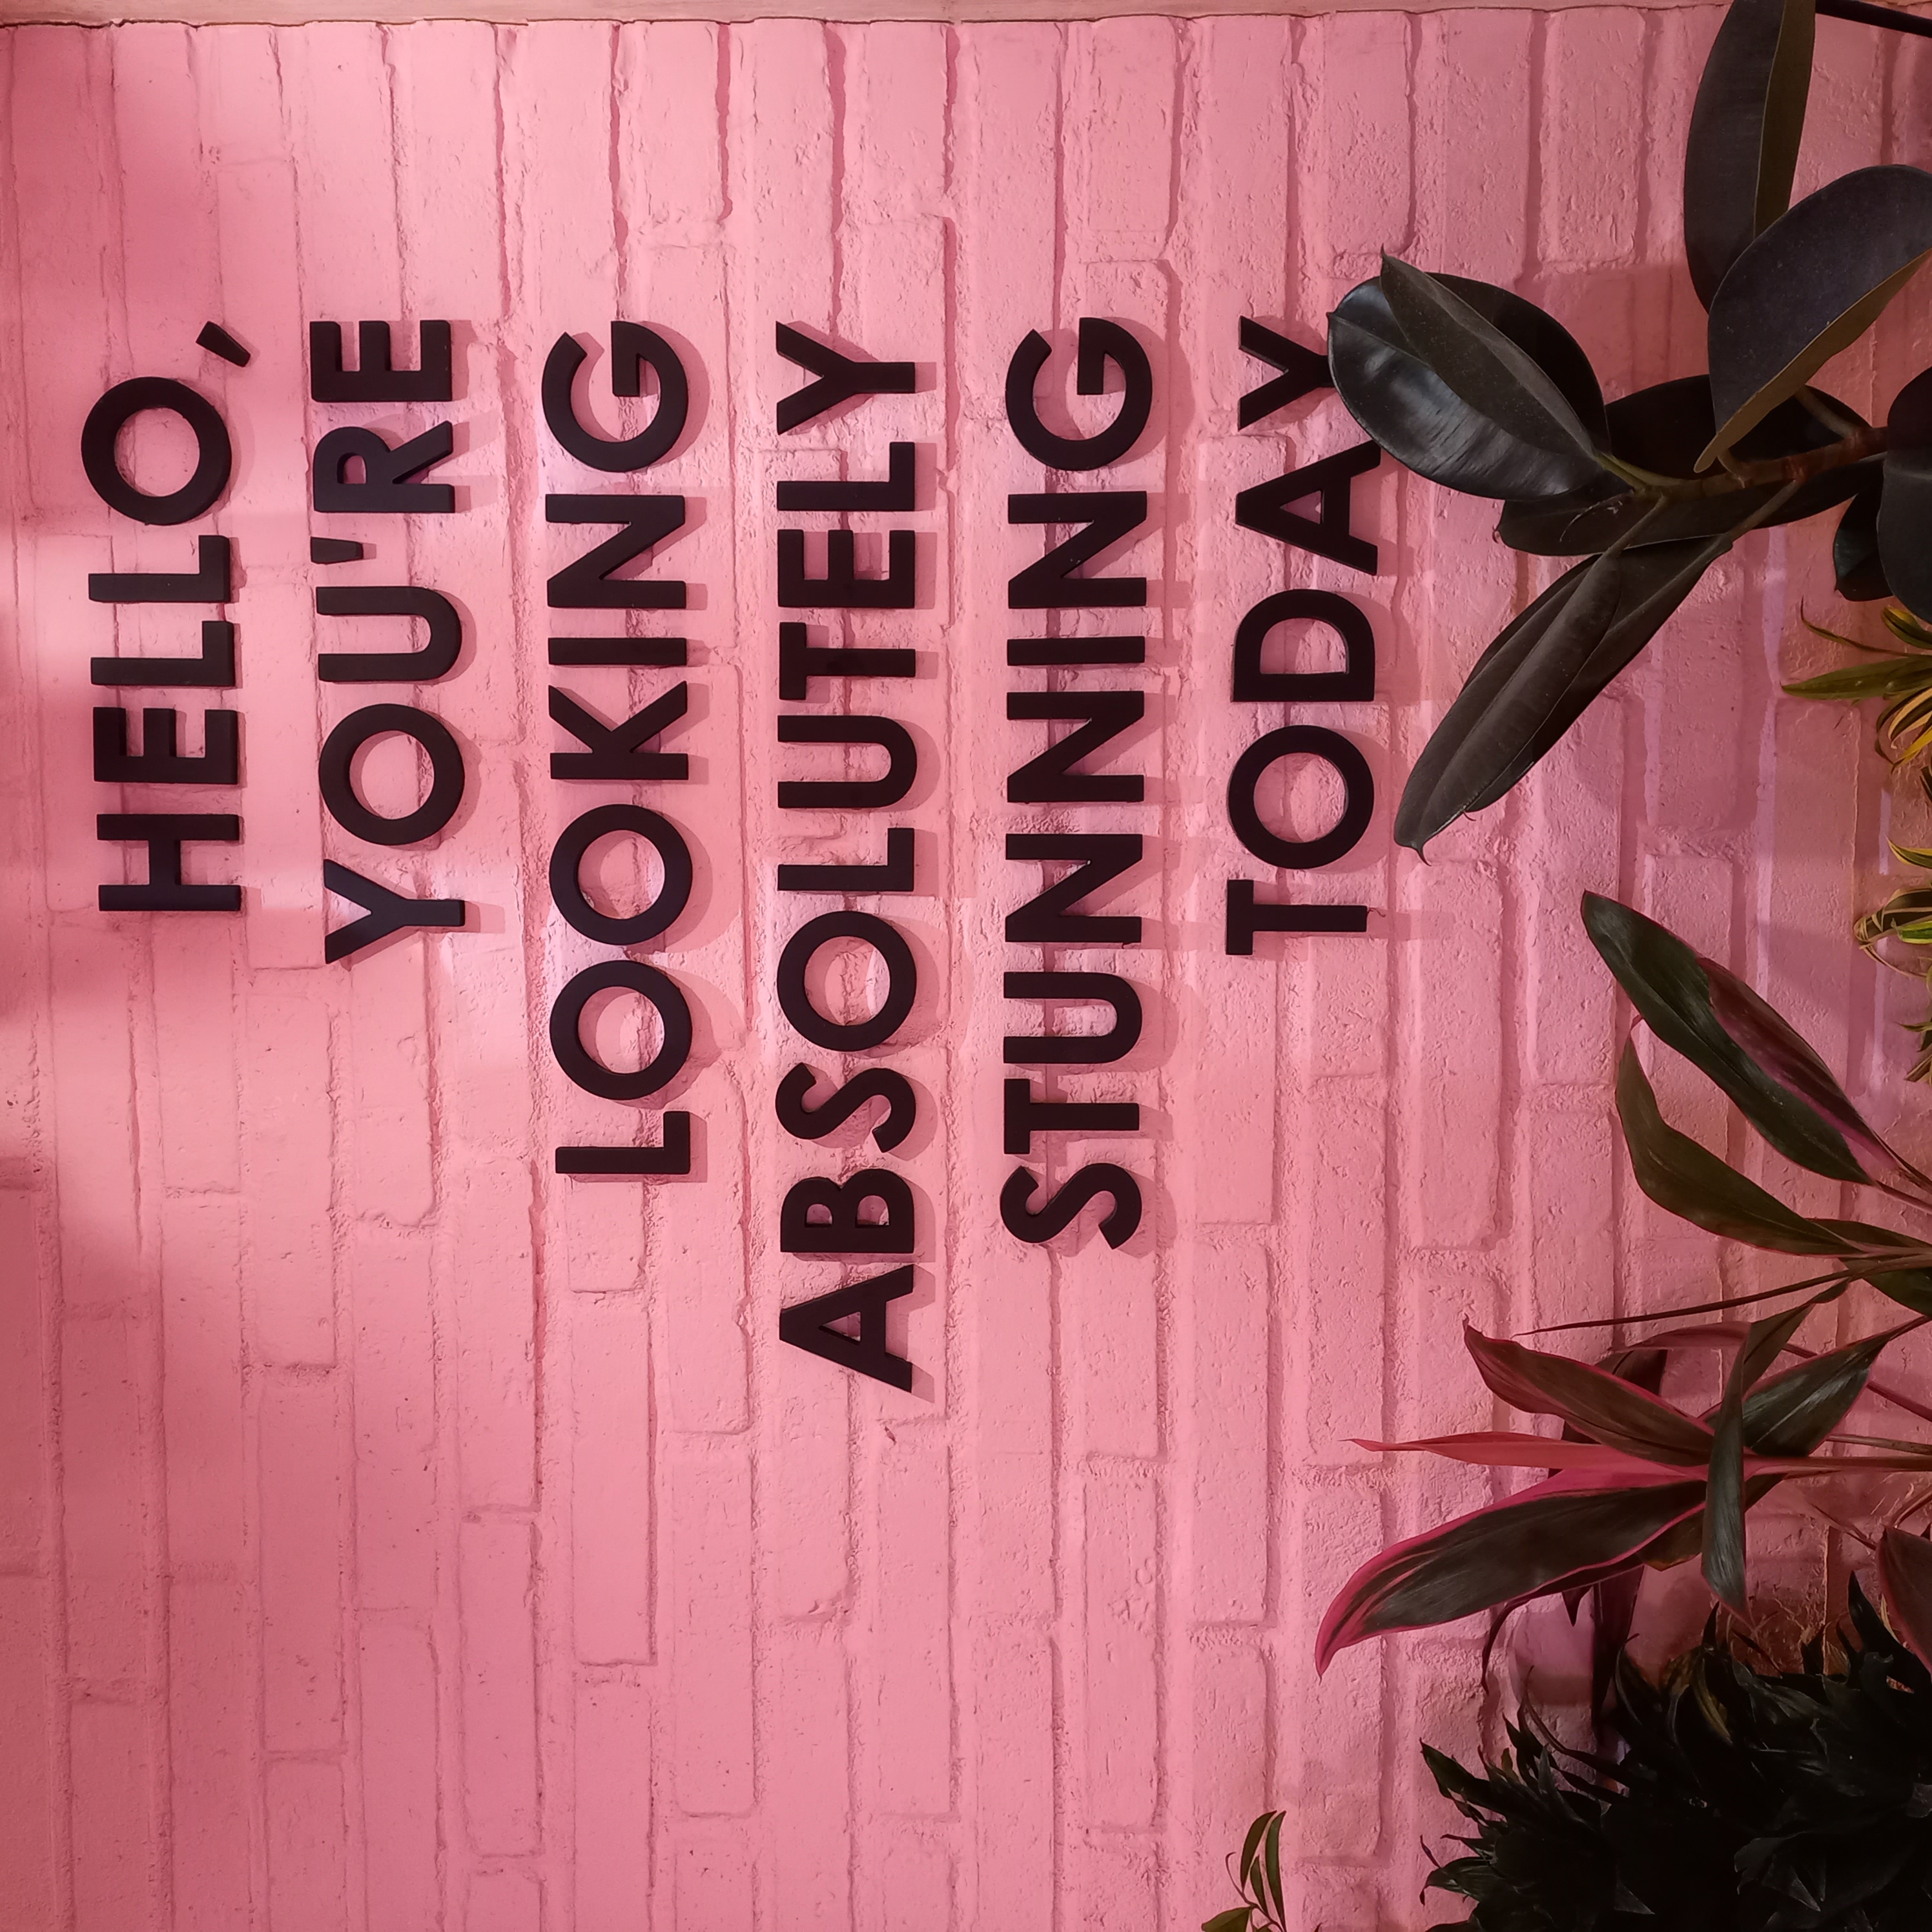 HELLO,
YOU'RE
LOOKING
ABSOLUTELY
STUNNING
TODAY